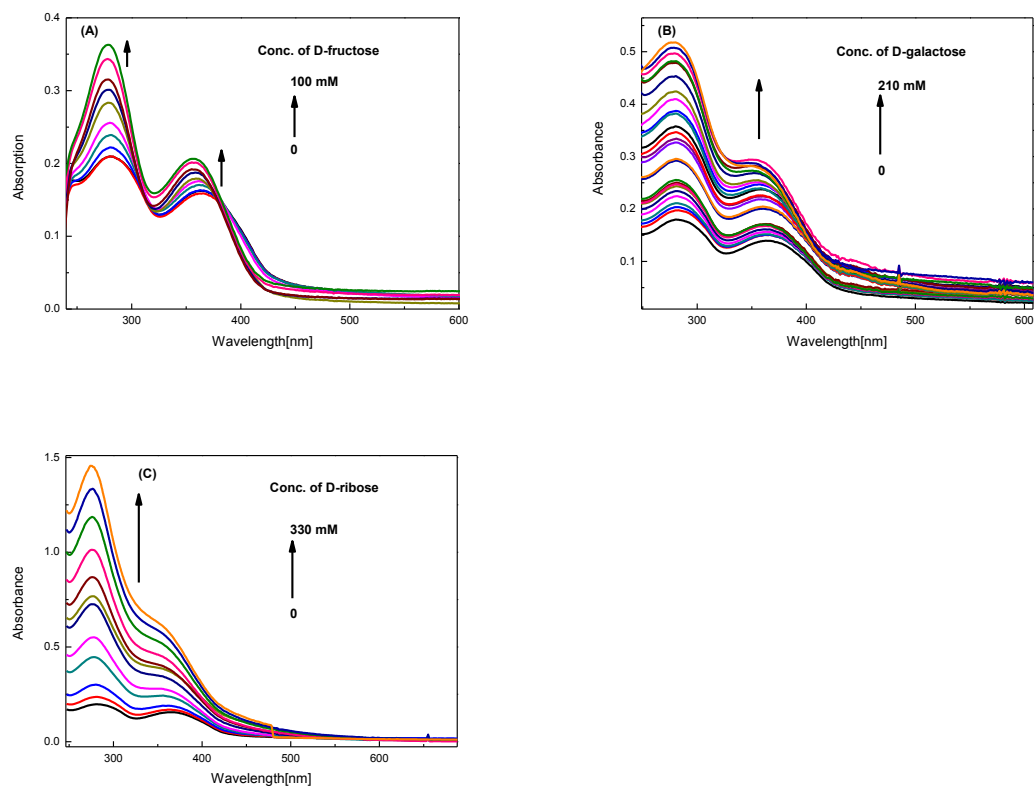 (A)
Conc. of D-fructose
100 mM
0
0.4
0.3
0.2
0.1
0.0
Absorption
300 400 500 600
Wavelength[nm]
(B)
Conc. of D-galactose
210 mM
0
0.5
0.4
0.3
0.2
0.1
Absorbance
300 400 500 600
Wavelength[nm]
(C)
Conc. of D-ribose
330 mM
0
1.5
1.0
0.5
0.0
Absorbance
300 400 500 600
Wavelength[nm]